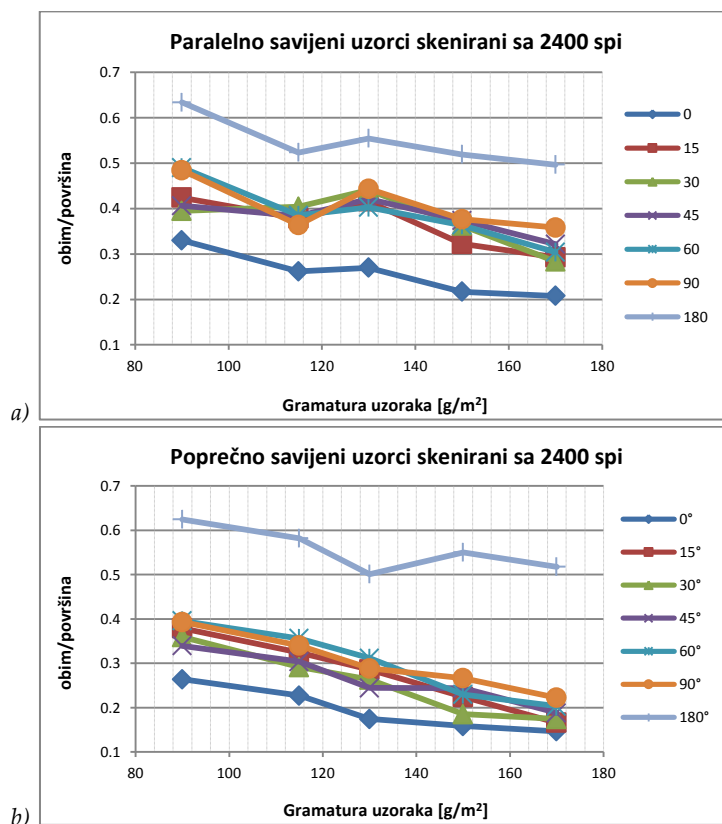 Paralelno savijeni uzorci skenirani sa 2400 spi
0.7
0.6
0.5
0.4
0.3
0.2
0.1
obim/površina
80 100 120 140 160 180
Gramatura uzoraka [g/m²]
0
15
30
45
60
90
180
a)
Poprečno savijeni uzorci skenirani sa 2400 spi
0.7
0.6
0.5
0.4
0.3
0.2
0.1
obim/površina
80 100 120 140 160 180
Gramatura uzoraka [g/m²]
0°
15°
30°
45°
60°
90°
180°
b)